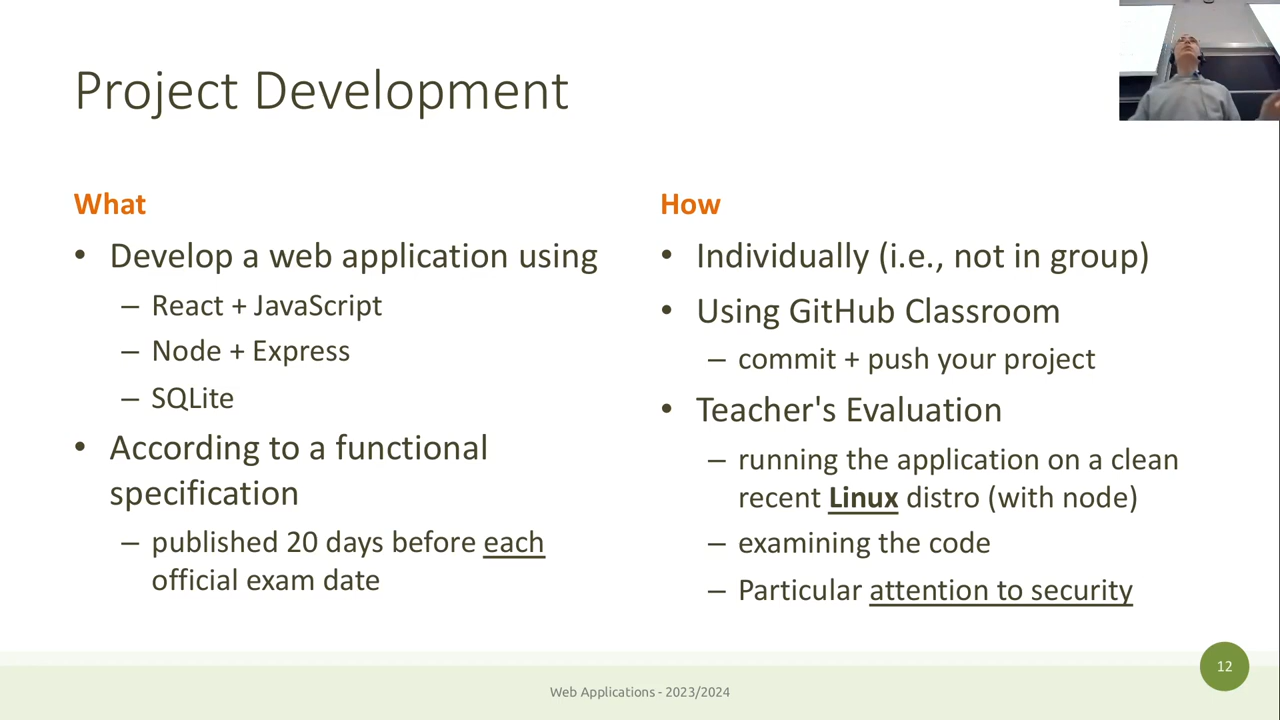 Project Development
What
• Develop a web application using
– React + JavaScript
– Node + Express
– SQLite
• According to a functional
specification
– published 20 days before each
official exam date
How
• Individually (i.e., not in group)
• Using GitHub Classroom
– commit + push your project
• Teacher's Evaluation
– running the application on a clean
recent Linux distro (with node)
– examining the code
– Particular attention to security
Web Applications - 2023/2024
12